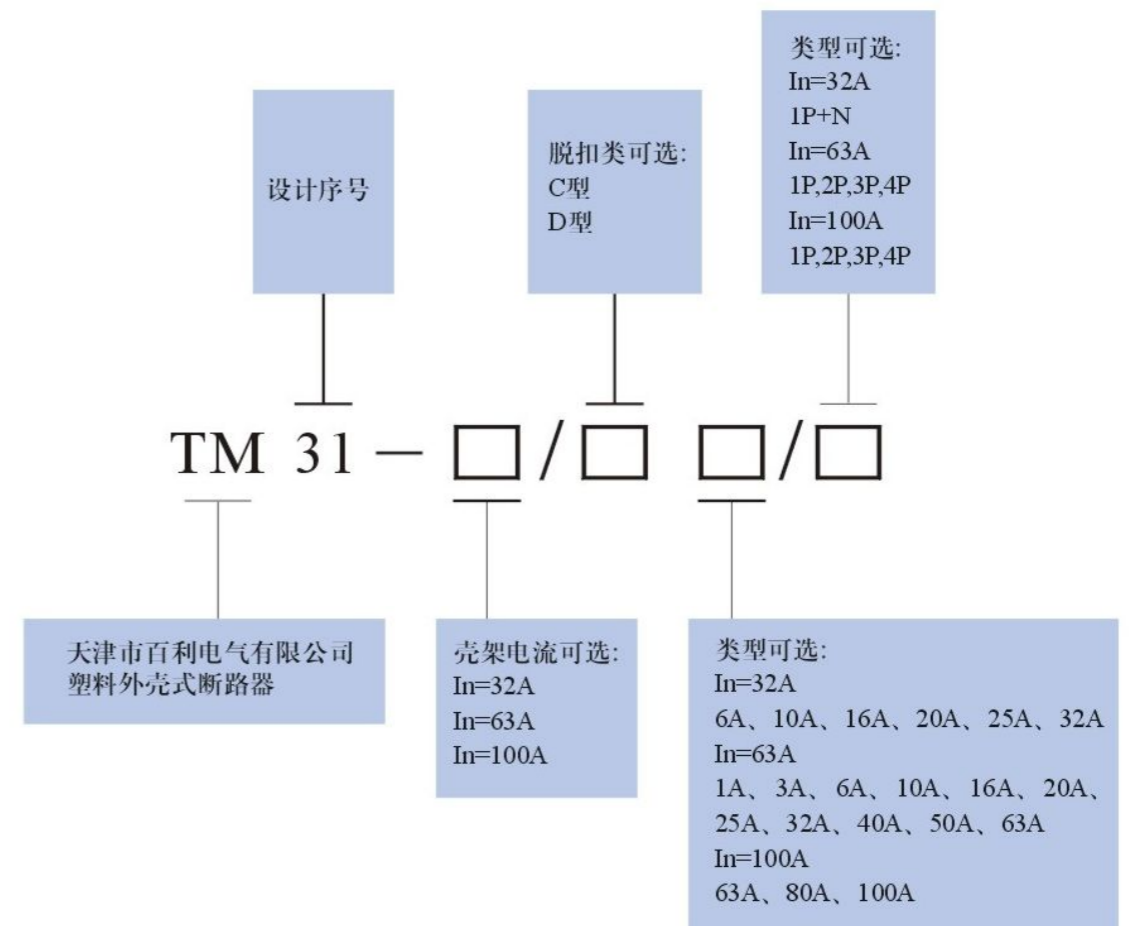 类型可选:
In=32A
1P+N
In=63A
1P,2P,3P,4P
In=100A
1P,2P,3P,4P
脱扣类可选:
C型
D型
设计序号
TM 31－□/□ □/□
天津市百利电气有限公司
塑料外壳式断路器
壳架电流可选:
In=32A
In=63A
In=100A
类型可选:
In=32A
6A、10A、16A、20A、25A、32A
In=63A
1A、3A、6A、10A、16A、20A、
25A、32A、40A、50A、63A
In=100A
63A、80A、100A